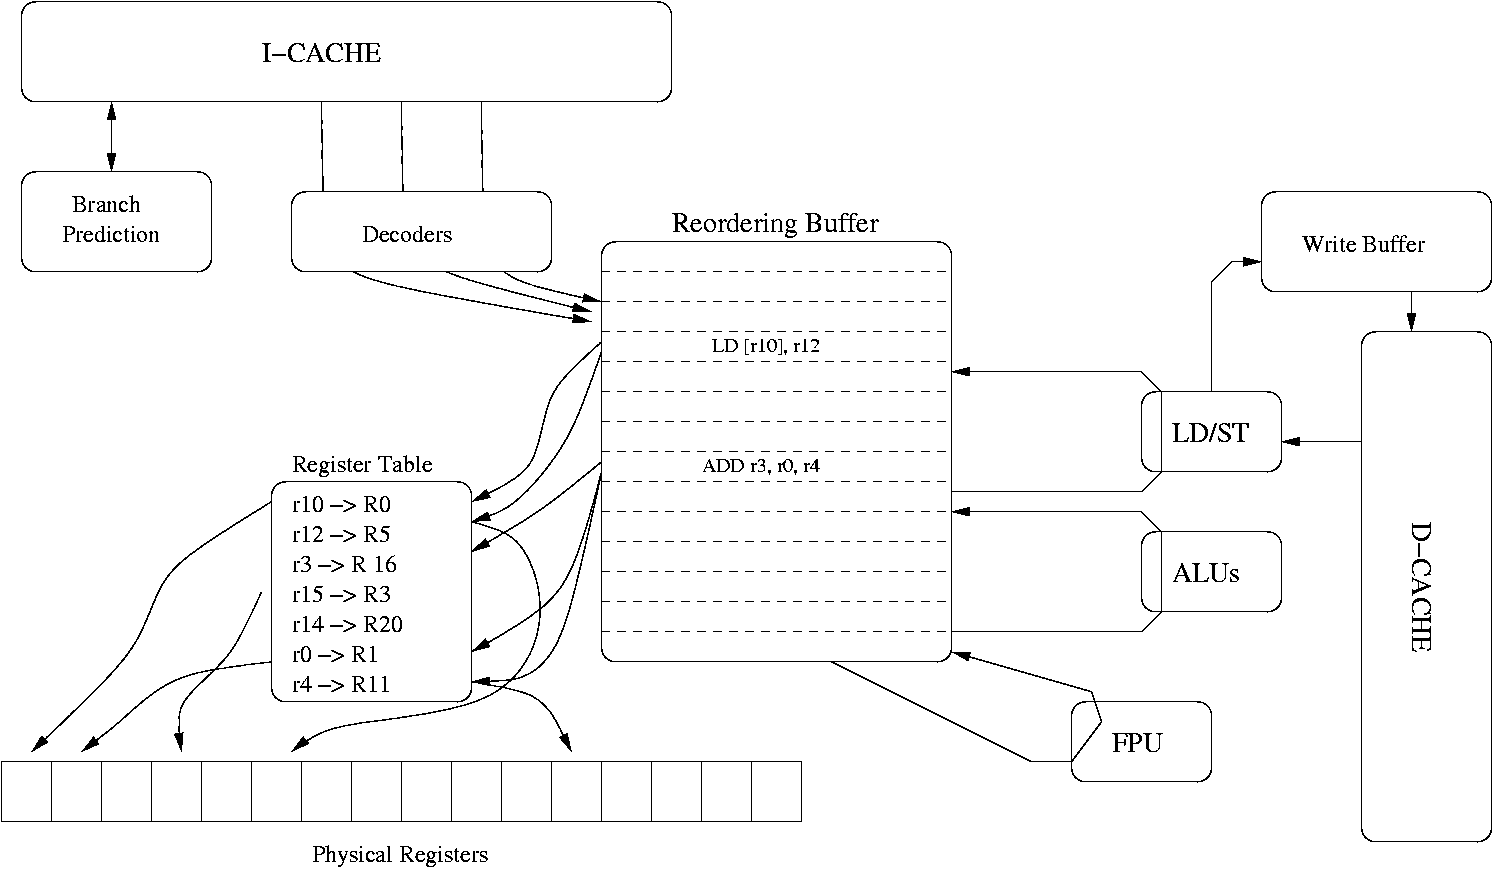 I–CACHE
Branch
Prediction
Decoders
Reordering Buffer
Write Buffer
LD [r10], r12
LD/ST
Register Table
ADD r3, r0, r4
r10 –> R0
r12 –> R5
r3 –> R 16
r15 –> R3
r14 –> R20
r0 –> R1
r4 –> R11
ALUs
D–CACHE
FPU
Physical Registers